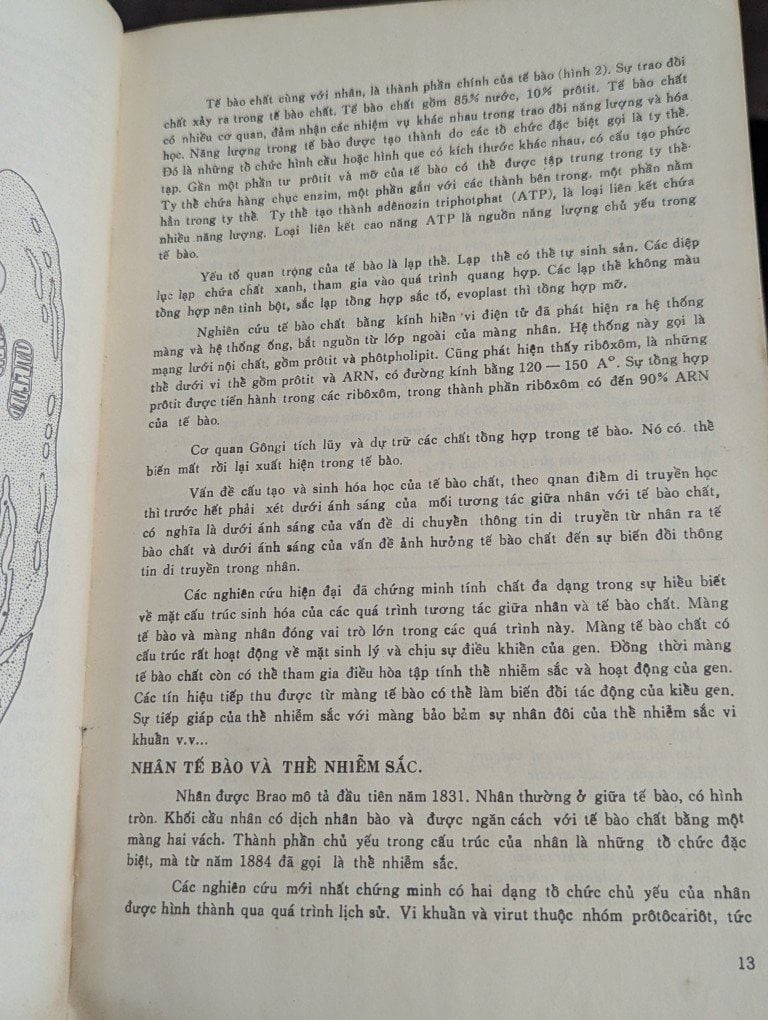 Tế bào chất cùng với nhân, là thành phần chính của tế bào (hình 2). Sự trao đổi
chất xảy ra trong tế bào chất. Tế bào chất gồm 85% nước, 10% prôtit. Tế bào chất
có nhiều cơ quan, đảm nhận các nhiệm vụ khác nhau trong trao đổi năng lượng và hóa
học. Năng lượng trong tế bào được tạo thành do các tổ chức đặc biệt gọi là ty thể.
Đó là những tổ chức hình cầu hoặc hình que có kích thước khác nhau, có cấu tạo phức
tạp. Gần một phần tư prôtit và mỡ của tế bào có thể được tập trung trong ty thể.
Ty thể chứa hàng chục enzim, một phần gắn với các thành bên trong, một phần nằm
hẳn trong ty thể. Ty thể tạo thành adênozin triphotphat (ATP), là loại liên kết chứa
nhiều năng lượng. Loại liên kết cao năng ATP là nguồn năng lượng chủ yếu trong
tế bào.
Yếu tố quan trọng của tế bào là lạp thể. Lạp thể có thể tự sinh sản. Các diệp
lục lạp chứa chất xanh, tham gia vào quá trình quang hợp. Các lạp thể không màu
tổng hợp nên tinh bột, sắc lạp tổng hợp sắc tố, evoplast thì tổng hợp mỡ.
Nghiên cứu tế bào chất bằng kính hiển vi điện tử đã phát hiện ra hệ thống
màng và hệ thống ống, bắt nguồn từ lớp ngoài của màng nhân. Hệ thống này gọi là
mạng lưới nội chất, gồm prôtit và phôtpholipit. Cũng phát hiện thấy ribôxôm, là những
thể dưới vi thể gồm prôtit và ARN, có đường kính bằng 120 — 150 A°. Sự tổng hợp
prôtit được tiến hành trong các ribôxôm, trong thành phần ribôxôm có đến 90% ARN
của tế bào.
Cơ quan Gôngi tích lũy và dự trữ các chất tổng hợp trong tế bào. Nó có thể
biến mất rồi lại xuất hiện trong tế bào.
Vấn đề cấu tạo và sinh hóa học của tế bào chất, theo qnan điểm di truyền học
thì trước hết phải xét dưới ánh sáng của mối tương tác giữa nhân với tế bào chất,
có nghĩa là dưới ánh sáng của vấn đề di chuyển thông tin di truyền từ nhân ra tế
bào chất và dưới ánh sáng của vấn đề ảnh hưởng tế bào chất đến sự biến đổi thông
tin di truyền trong nhân.
Các nghiên cứu hiện đại đã chứng minh tính chất đa dạng trong sự hiểu biết
về mặt cấu trúc sinh hóa của các quá trình tương tác giữa nhân và tế bào chất. Màng
tế bào và màng nhân đóng vai trò lớn trong các quá trình này. Màng tế bào chất có
cấu trúc rất hoạt động về mặt sinh lý và chịu sự điều khiển của gen. Đồng thời màng
tế bào chất còn có thể tham gia điều hòa tập tính thể nhiễm sắc và hoạt động của gen.
Các tín hiệu tiếp thu được từ màng tế bào có thể làm biến đổi tác động của kiểu gen.
Sự tiếp giáp của thể nhiễm sắc với màng bảo bảm sự nhân đôi của thể nhiễm sắc vi
khuẩn v.v...
NHÂN TẾ BÀO VÀ THỂ NHIỄM SẮC.
Nhân được Brao mô tả đầu tiên năm 1831. Nhân thường ở giữa tế bào, có hình
tròn. Khối cầu nhân có dịch nhân bào và được ngăn cách với tế bào chất bằng một
màng hai vách. Thành phần chủ yếu trong cấu trúc của nhân là những tổ chức đặc
biệt, mà từ năm 1884 đã gọi là thể nhiễm sắc.
Các nghiên cứu mới nhất chứng minh có hai dạng tổ chức chủ yếu của nhân
được hình thành qua quá trình lịch sử. Vi khuẩn và virut thuộc nhóm prôtôcariôt, tức
13